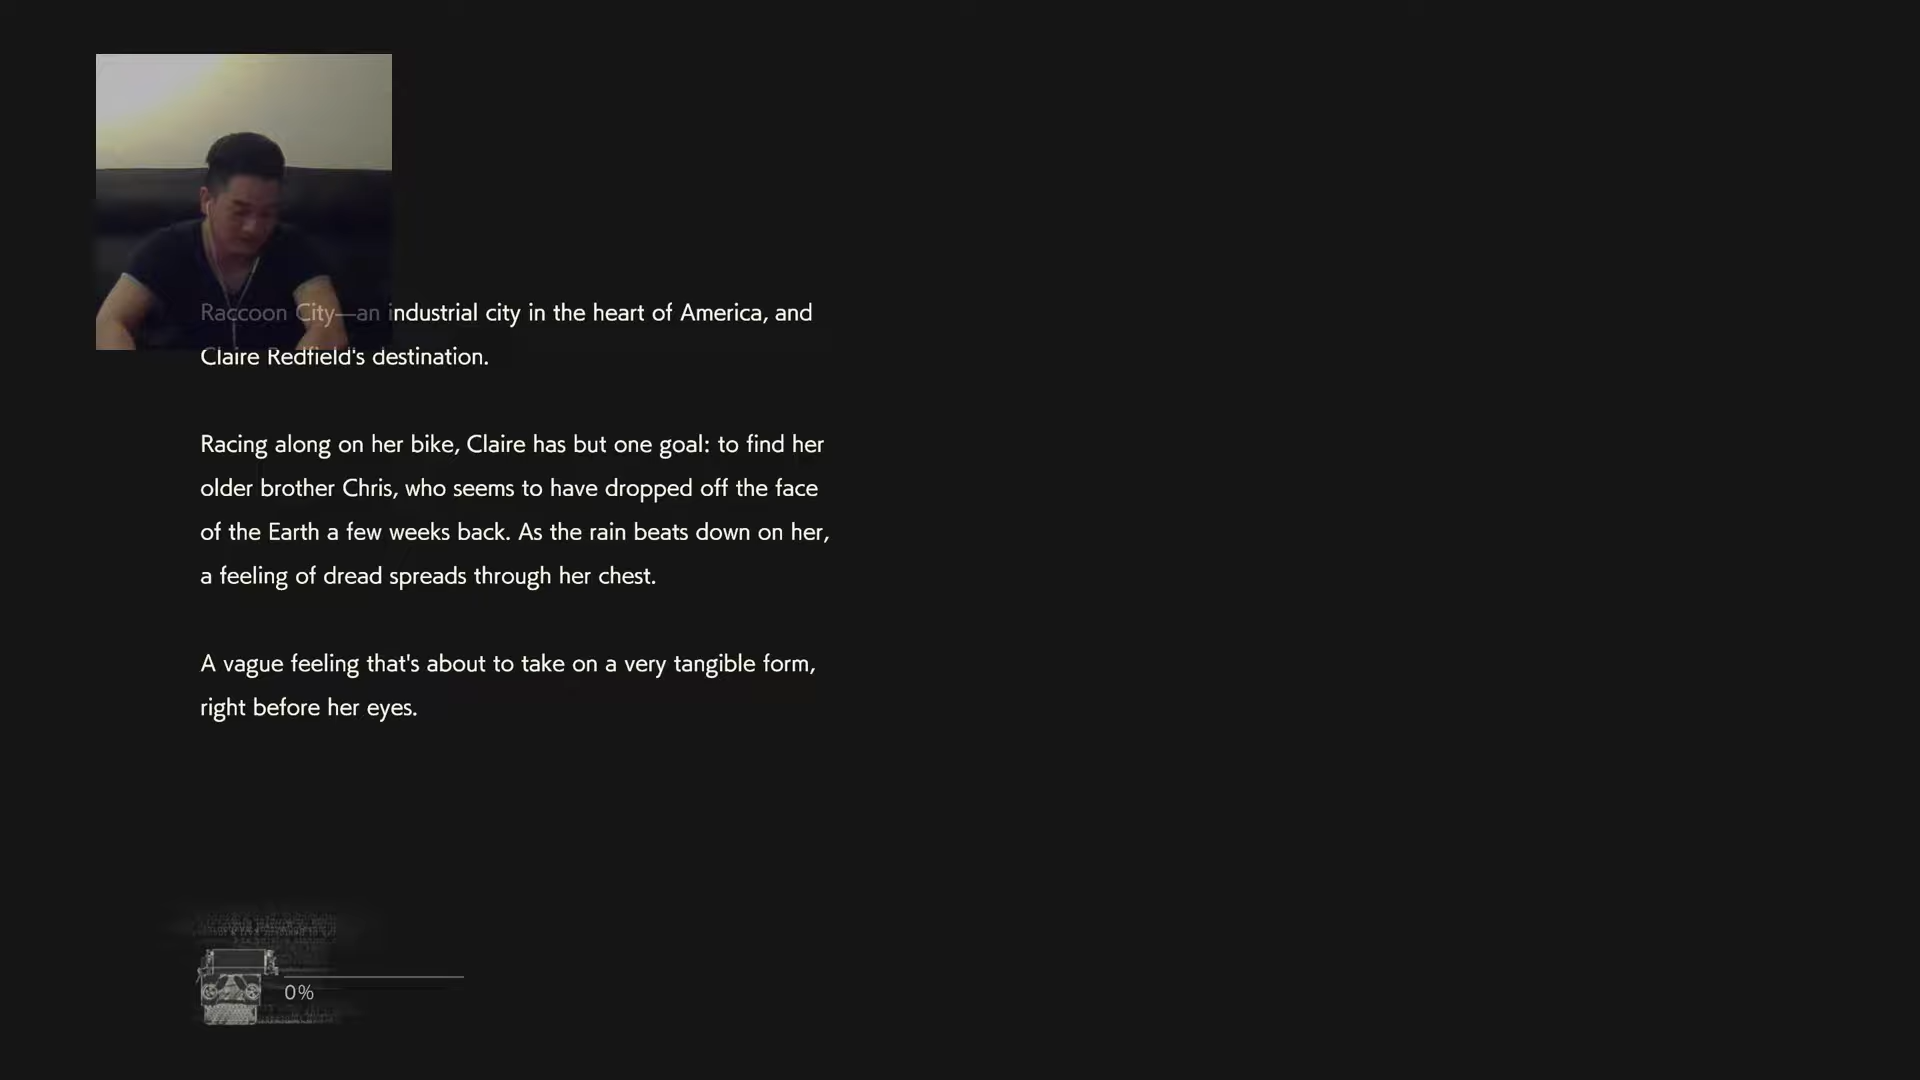 Raccoon City—an industrial city in the heart of America, and
Claire Redfield's destination.
Racing along on her bike, Claire has but one goal: to find her
older brother Chris, who seems to have dropped off the face
of the Earth a few weeks back. As the rain beats down on her,
a feeling of dread spreads through her chest.
A vague feeling that's about to take on a very tangible form,
right before her eyes.
0%